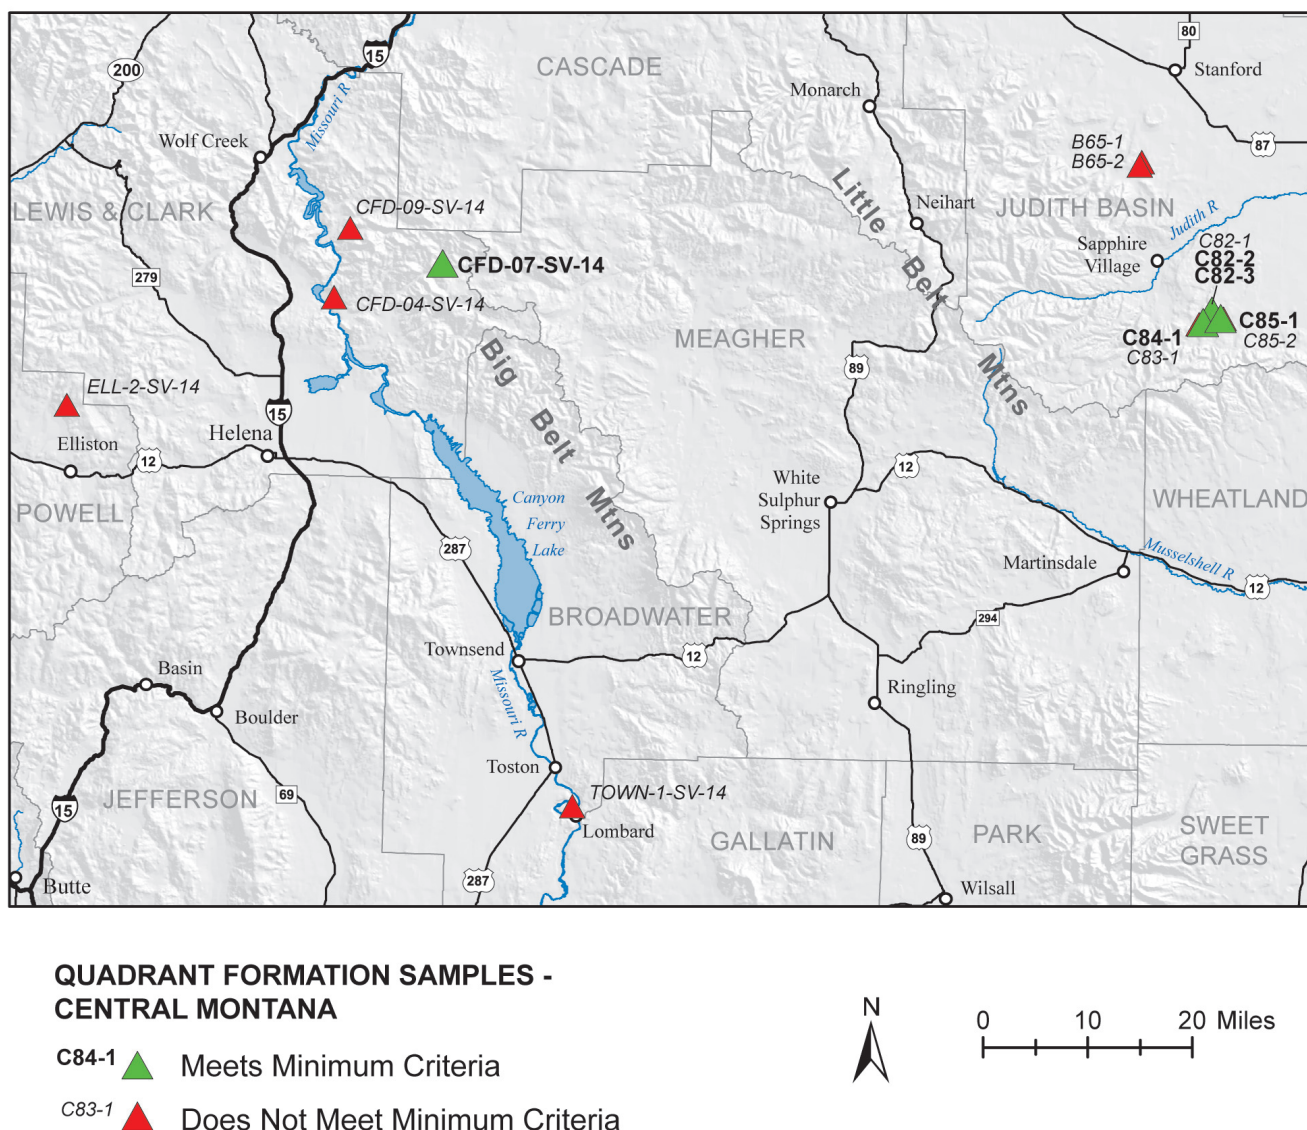 80
Stanford
15
CASCADE
200
Monarch
Missouri R
Wolf Creek
87
B65-1
B65-2
Little
Belt
Mtns
Neihart
LEWIS & CLARK
CFD-09-SV-14
JUDITH BASIN
Judith R
Sapphire
Village
C82-1
C82-2
C82-3
279
CFD-07-SV-14
CFD-04-SV-14
C85-1
C85-2
C84-1
C83-1
MEAGHER
Big
Belt
Mtns
89
ELL-2-SV-14
15
Helena
Elliston
12
12
White
Sulphur
Springs
WHEATLAND
POWELL
Canyon
Ferry
Lake
287
Musselshell R
Martinsdale
12
BROADWATER
294
Townsend
12
Basin
Missouri R
Ringling
Boulder
Toston
TOWN-1-SV-14
JEFFERSON
69
15
Lombard
GALLATIN
89
PARK
SWEET
GRASS
287
Butte
Wilsall
QUADRANT FORMATION SAMPLES -
CENTRAL MONTANA
N
0 10 20 Miles
C84-1 Meets Minimum Criteria
C83-1 Does Not Meet Minimum Criteria